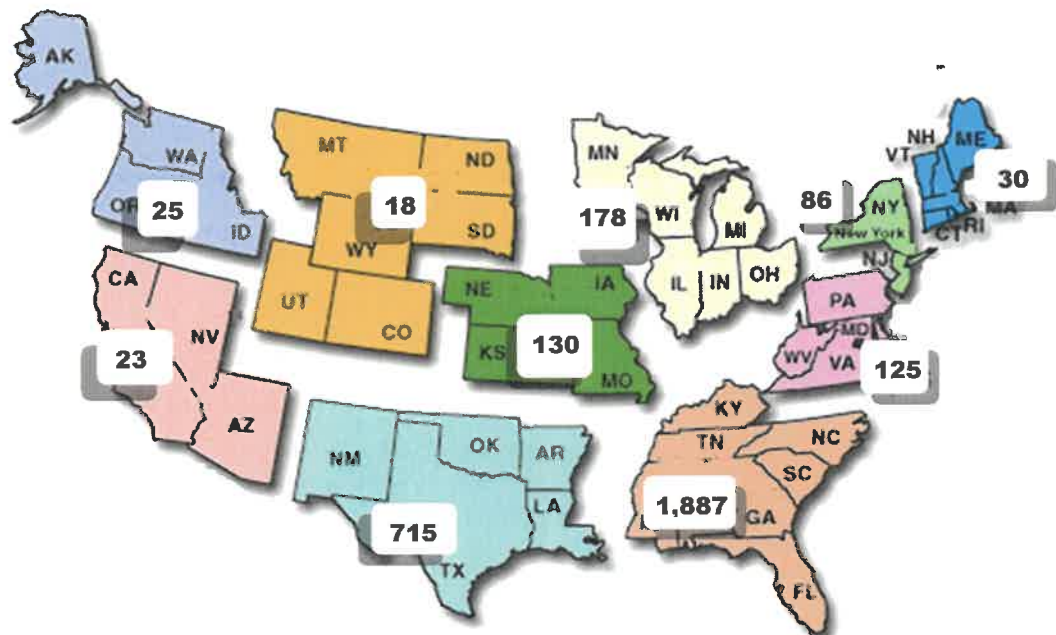 AK
WA
OR
ID
25
MT
ND
18
SD
WY
UT
CO
CA
NV
23
AZ
NE
IA
KS
130
MO
MN
178
WI
MI
IL
IN
OH
NH
ME
VT
30
MA
RI
CT
86
NY
New York
NJ
PA
MD
WV
VA
125
NM
OK
AR
LA
715
TX
KY
TN
NC
SC
1,887
GA
FL